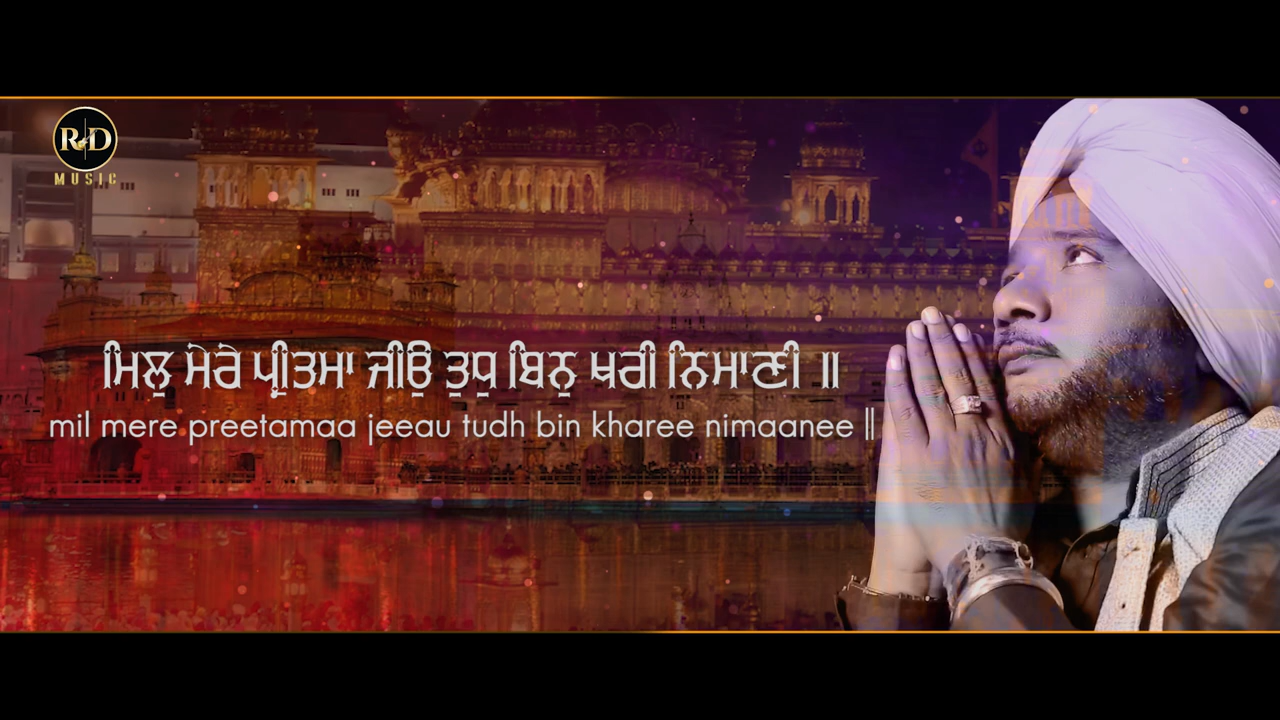 R D
MUSIC
ਮਿਲੁ ਮੇਰੇ ਪ੍ਰੀਤਮਾ ਜੀਉ ਤੁਧੁ ਬਿਨੁ ਖਰੀ ਨਿਮਾਣੀ ॥
mil mere preetamaa jeeau tudh bin kharee nimaanee ||